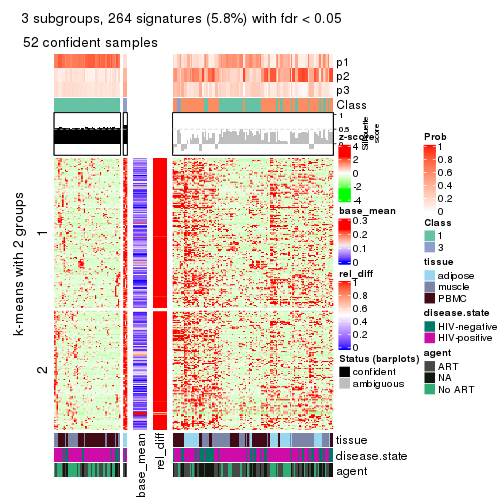 3 subgroups, 264 signatures (5.8%) with fdr < 0.05
52 confident samples
p1
p2
p3
Class
1
0.5
0
Silhouette
score
k-means with 2 groups
1
2
z-score
4
2
0
-2
-4
base_mean
0.3
0.2
0.1
0
rel_diff
1
0.8
0.6
0.4
0.2
0
Status (barplots)
confident
ambiguous
Prob
1
0.8
0.6
0.4
0.2
0
Class
1
3
tissue
adipose
muscle
PBMC
disease.state
HIV-negative
HIV-positive
agent
ART
NA
No ART
tissue
disease.state
agent
base_mean
rel_diff